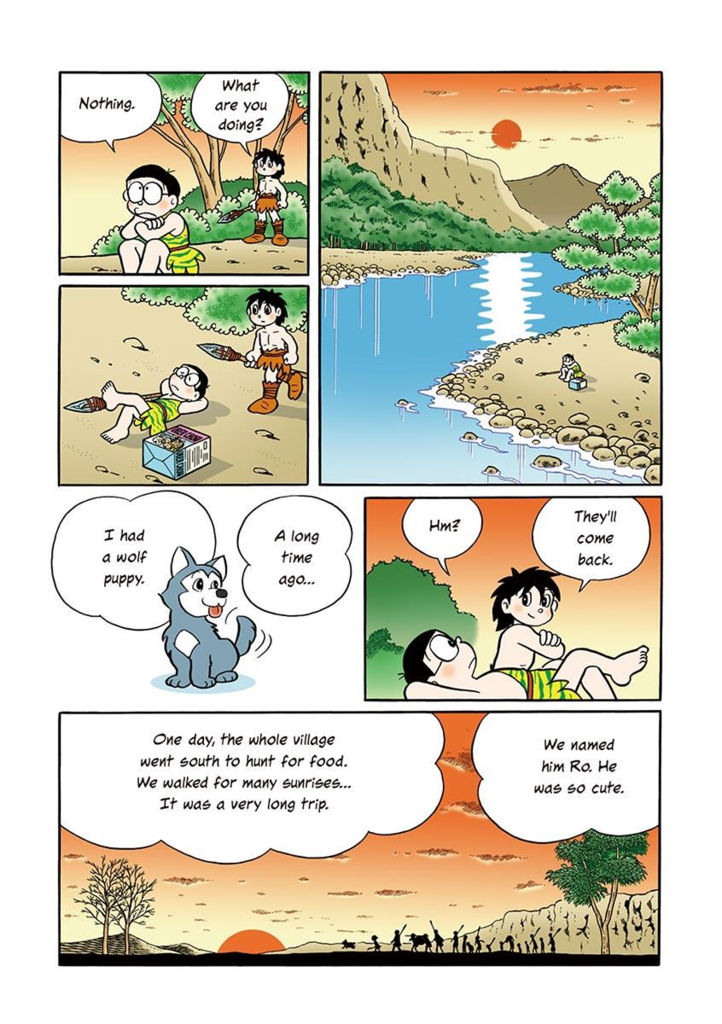 What
are you
doing?
Nothing.
They'll
come
back.
Hm?
A long
time
ago...
I had
a wolf
puppy.
We named
him Ro. He
was so cute.
One day, the whole village
went south to hunt for food.
We walked for many sunrises...
It was a very long trip.